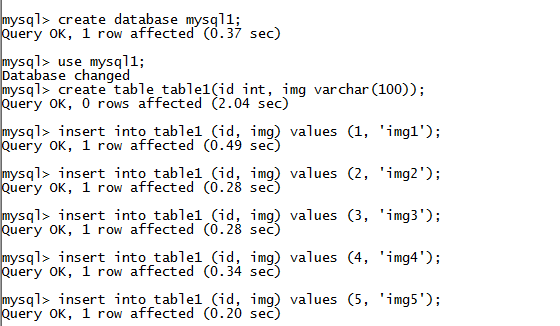 mysql> create database mysql1;
Query OK, 1 row affected (0.37 sec)
mysql> use mysql1;
Database changed
mysql> create table table1(id int, img varchar(100));
Query OK, 0 rows affected (2.04 sec)
mysql> insert into table1 (id, img) values (1, 'img1');
Query OK, 1 row affected (0.49 sec)
mysql> insert into table1 (id, img) values (2, 'img2');
Query OK, 1 row affected (0.28 sec)
mysql> insert into table1 (id, img) values (3, 'img3');
Query OK, 1 row affected (0.28 sec)
mysql> insert into table1 (id, img) values (4, 'img4');
Query OK, 1 row affected (0.34 sec)
mysql> insert into table1 (id, img) values (5, 'img5');
Query OK, 1 row affected (0.20 sec)